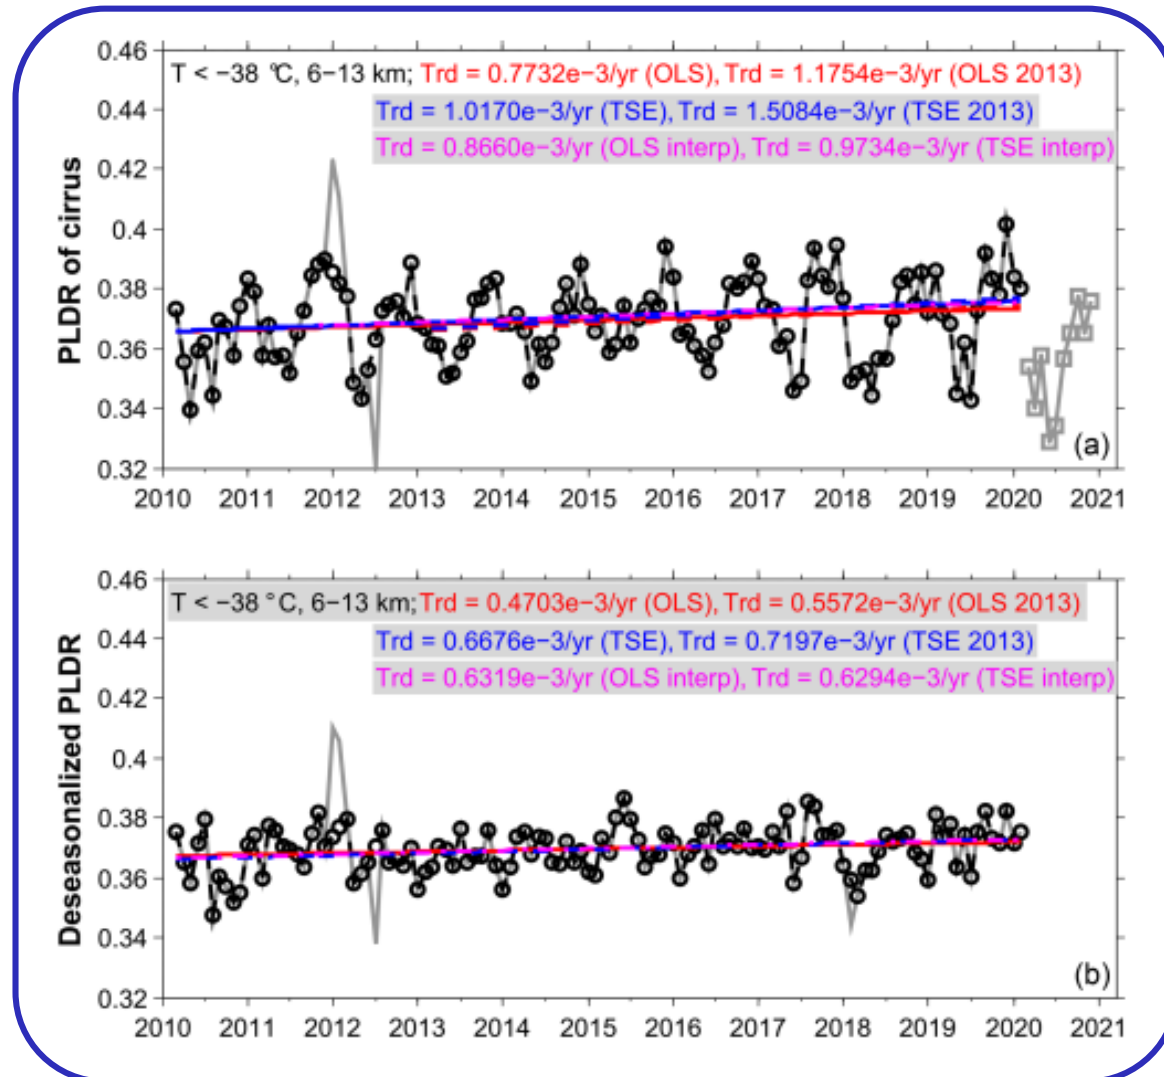 0.46
T < −38 °C, 6−13 km; Trd = 0.7732e−3/yr (OLS), Trd = 1.1754e−3/yr (OLS 2013)
0.44
Trd = 1.0170e−3/yr (TSE), Trd = 1.5084e−3/yr (TSE 2013)
Trd = 0.8660e−3/yr (OLS interp), Trd = 0.9734e−3/yr (TSE interp)
0.42
0.4
0.38
0.36
0.34
0.32
PLDR of cirrus
(a)
2010 2011 2012 2013 2014 2015 2016 2017 2018 2019 2020 2021
0.46
T < −38 °C, 6−13 km; Trd = 0.4703e−3/yr (OLS), Trd = 0.5572e−3/yr (OLS 2013)
0.44
Trd = 0.6676e−3/yr (TSE), Trd = 0.7197e−3/yr (TSE 2013)
Trd = 0.6319e−3/yr (OLS interp), Trd = 0.6294e−3/yr (TSE interp)
0.42
0.4
0.38
0.36
0.34
0.32
Deseasonalized PLDR
(b)
2010 2011 2012 2013 2014 2015 2016 2017 2018 2019 2020 2021